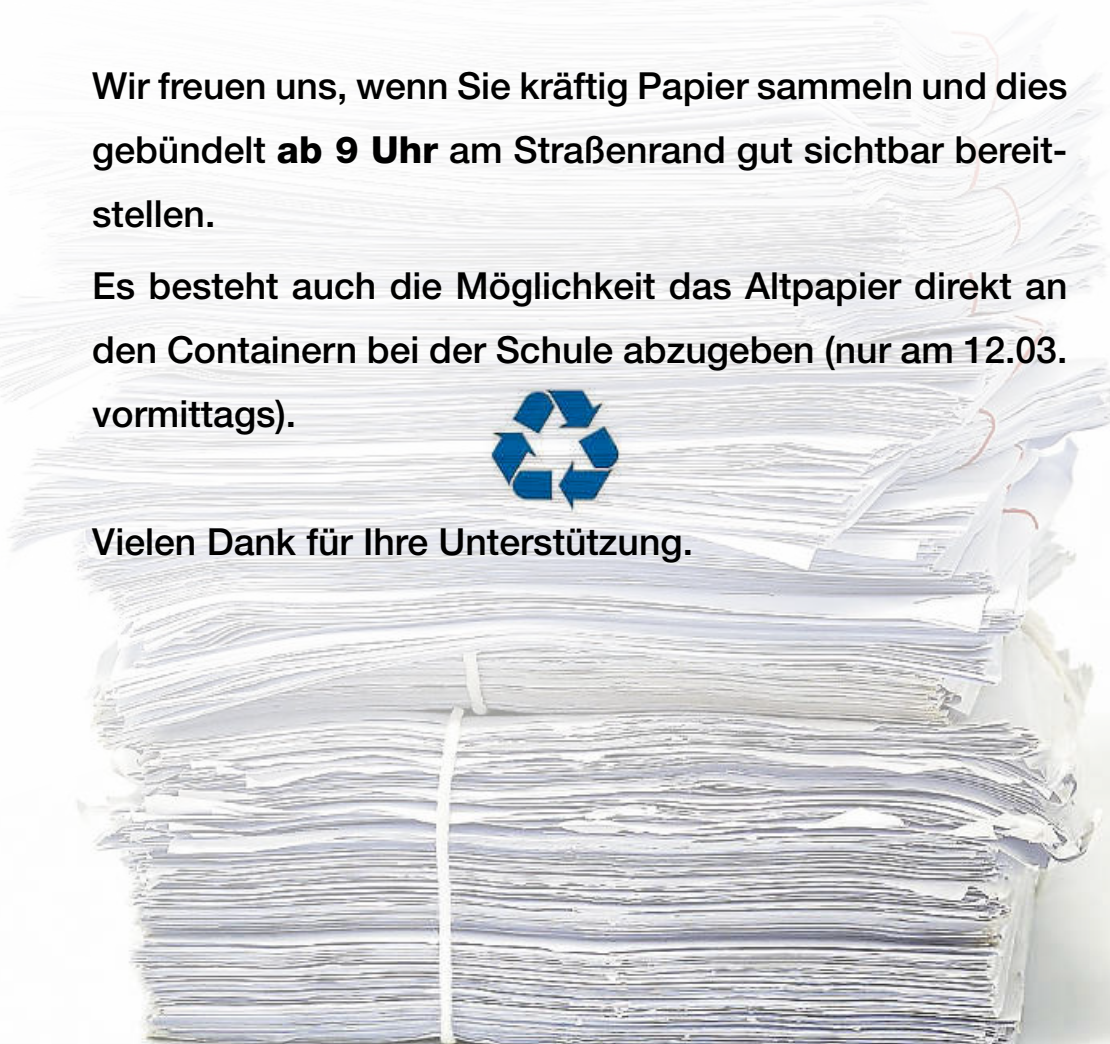 Wir freuen uns, wenn Sie kräftig Papier sammeln und dies
gebündelt ab 9 Uhr am Straßenrand gut sichtbar bereit-
stellen.
Es besteht auch die Möglichkeit das Altpapier direkt an
den Containern bei der Schule abzugeben (nur am 12.03.
vormittags).
Vielen Dank für Ihre Unterstützung.